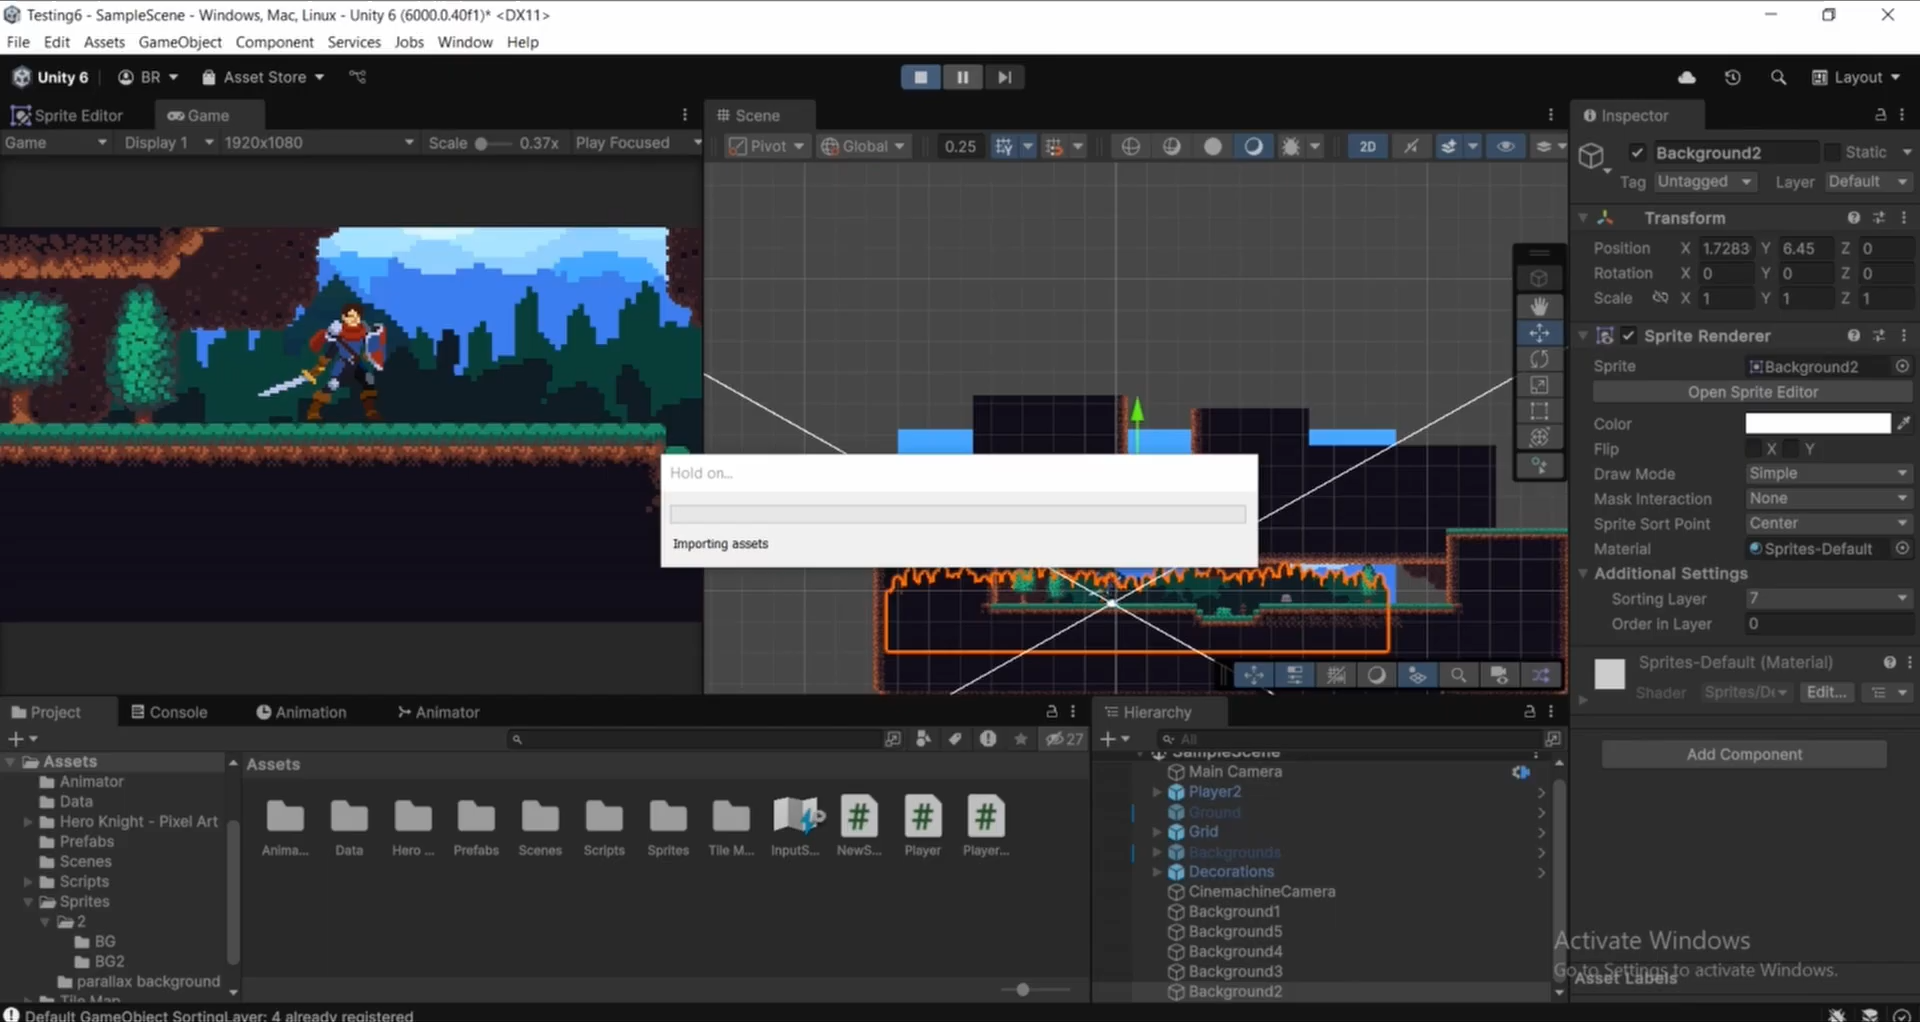 Testing6 - SampleScene - Windows, Mac, Linux - Unity 6 (6000.0.40f1)* <DX11>
File Edit Assets GameObject Component Services Jobs Window Help
Unity 6 BR Asset Store Layout
Sprite Editor Game
Game Display 1 1920x1080 Scale 0.37x Play Focused
Scene
Pivot Global 0.25 2D
Hold on...
Importing assets
Inspector
Background2 Static
Tag Untagged Layer Default
Transform
Position X 1.7283 Y 6.45 Z 0
Rotation X 0 Y 0 Z 0
Scale X 1 Y 1 Z 1
Sprite Renderer
Sprite Background2
Open Sprite Editor
Color
Flip X Y
Draw Mode Simple
Mask Interaction None
Sprite Sort Point Center
Material Sprites-Default
Additional Settings
Sorting Layer 7
Order in Layer 0
Sprites-Default (Material)
Shader Sprites/De Edit...
Add Component
Activate Windows
Go to Settings to activate Windows.
Asset Labels
Project Console Animation Animator
27
Assets
Animator
Data
Hero Knight - Pixel Art
Prefabs
Scenes
Scripts
Sprites
2
BG
BG2
parallax background
Tile Map
Assets
Anima... Data Hero ... Prefabs Scenes Scripts Sprites Tile M... InputS... NewS... Player Player...
Hierarchy
All
SampleScene
Main Camera
Player2
Ground
Grid
Backgrounds
Decorations
CinemachineCamera
Background1
Background5
Background4
Background3
Background2
Default GameObject SortingLayer: 4 already registered